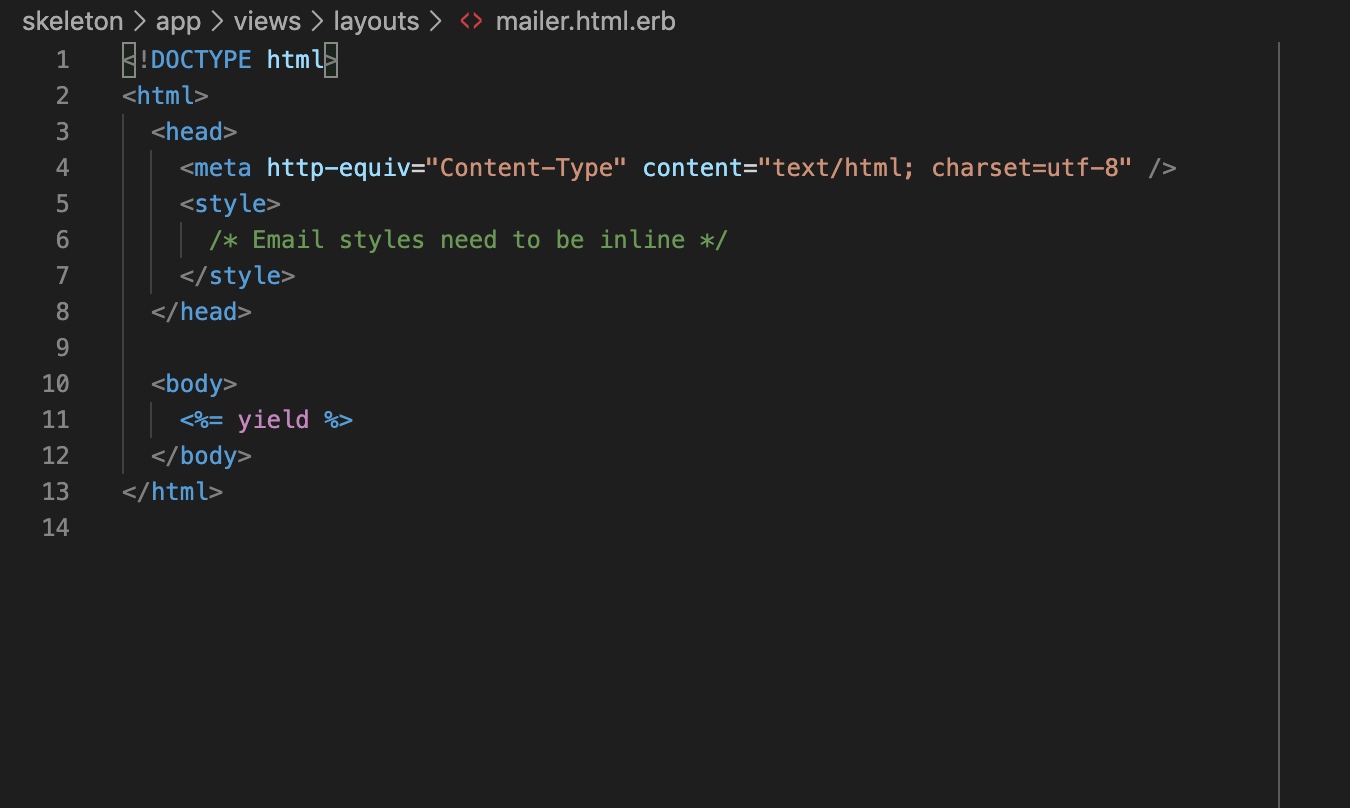 skeleton > app > views > layouts > <> mailer.html.erb
1 <!DOCTYPE html>
2 <html>
3   <head>
4     <meta http-equiv="Content-Type" content="text/html; charset=utf-8" />
5     <style>
6       /* Email styles need to be inline */
7     </style>
8   </head>
9
10   <body>
11     <%= yield %>
12   </body>
13 </html>
14